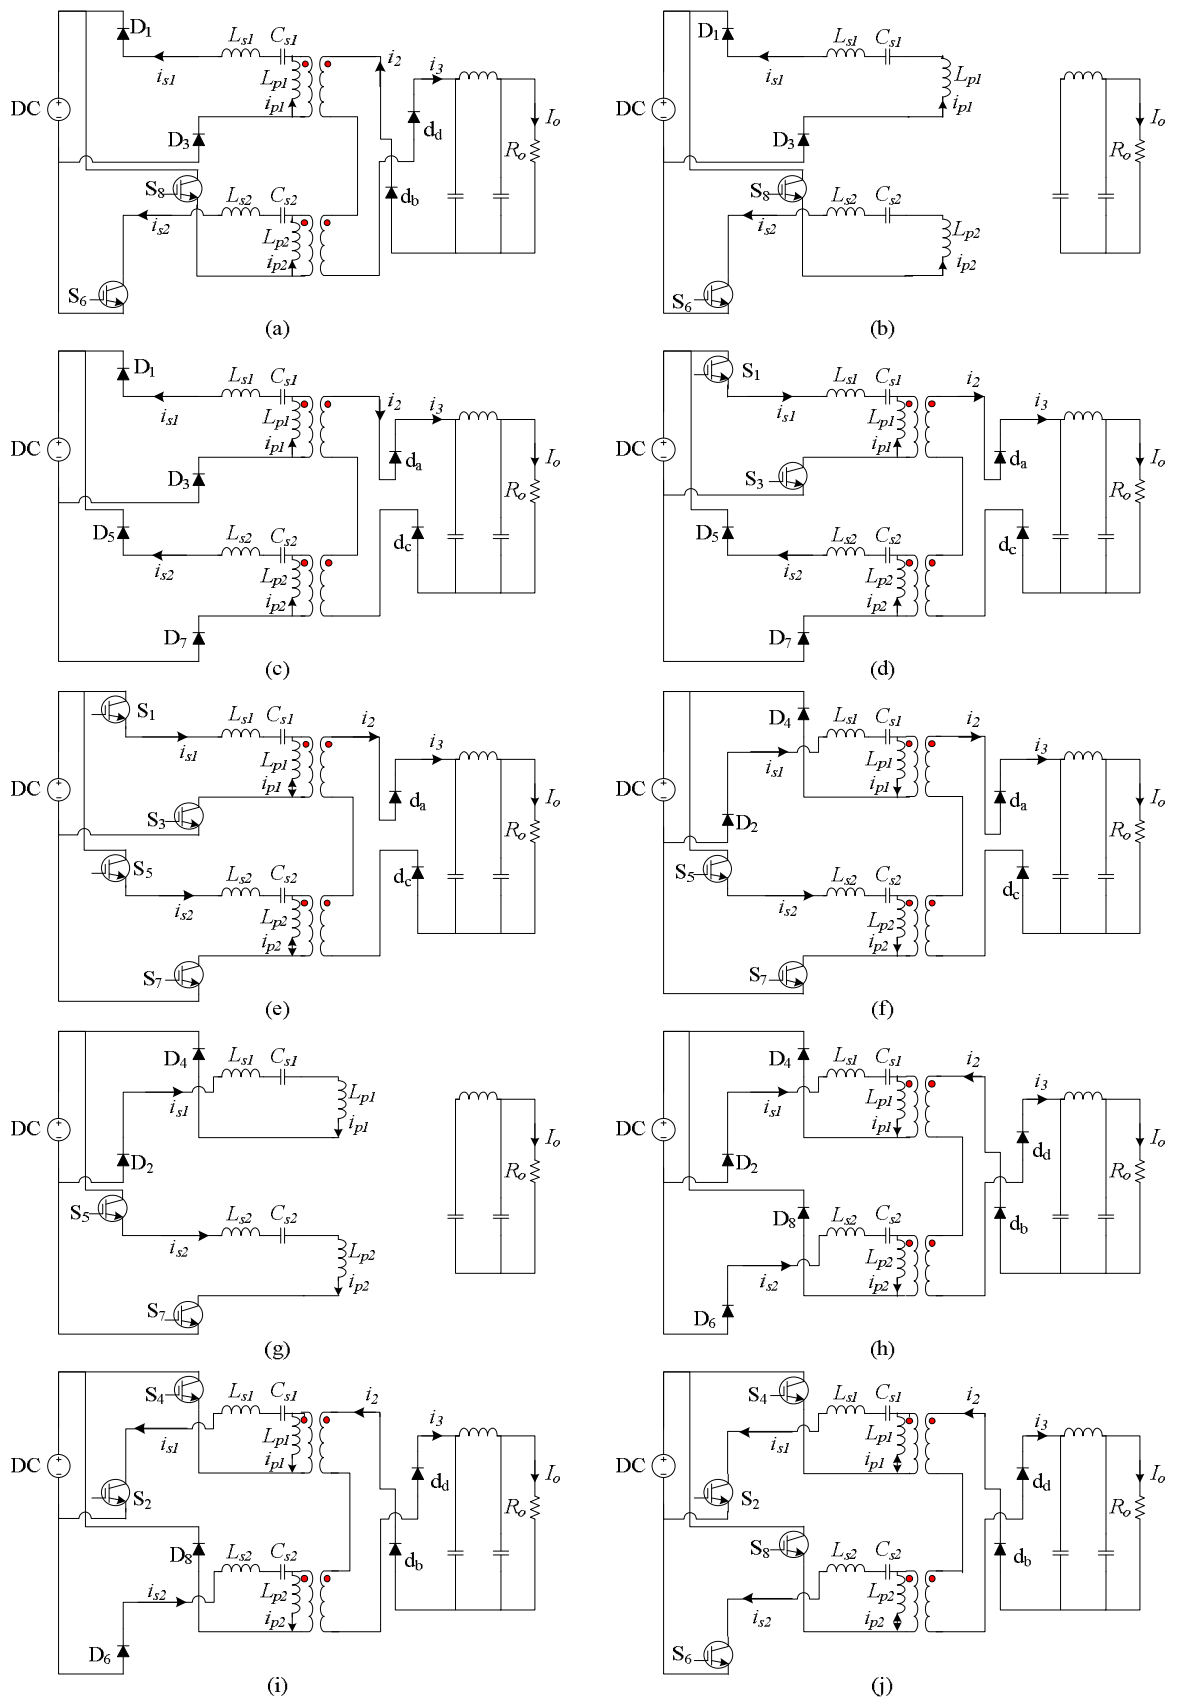 D1 Ls1 Cs1 i2 i3
is1 Lp1
DC ip1 dd Io
D3 Ro
S8 Ls2 Cs2 db
is2 Lp2
ip2
S6
(a)
D1 Ls1 Cs1
is1 Lp1
DC ip1 Io
D3 Ro
S8 Ls2 Cs2
is2 Lp2
ip2
S6
(b)
D1 Ls1 Cs1 i2 i3
is1 Lp1
DC ip1 da Io
D3 Ro
D5 Ls2 Cs2 dc
is2 Lp2
ip2
D7
(c)
S1 Ls1 Cs1 i2 i3
is1 Lp1
DC ip1 da Io
S3 Ro
D5 Ls2 Cs2 dc
is2 Lp2
ip2
D7
(d)
S1 Ls1 Cs1 i2 i3
is1 Lp1
DC ip1 da Io
S3 Ro
S5 Ls2 Cs2 dc
is2 Lp2
ip2
S7
(e)
D4 Ls1 Cs1 i2 i3
is1 Lp1
DC ip1 da Io
D2 Ro
S5 Ls2 Cs2 dc
is2 Lp2
ip2
S7
(f)
D4 Ls1 Cs1
is1 Lp1
DC ip1 Io
D2 Ro
S5 Ls2 Cs2
is2 Lp2
ip2
S7
(g)
D4 Ls1 Cs1 i2 i3
is1 Lp1
DC ip1 dd Io
D2 Ro
D8 Ls2 Cs2 db
is2 Lp2
ip2
D6
(h)
S4 Ls1 Cs1 i2 i3
is1 Lp1
DC ip1 dd Io
S2 Ro
D8 Ls2 Cs2 db
is2 Lp2
ip2
D6
(i)
S4 Ls1 Cs1 i2 i3
is1 Lp1
DC ip1 dd Io
S2 Ro
S8 Ls2 Cs2 db
is2 Lp2
ip2
S6
(j)